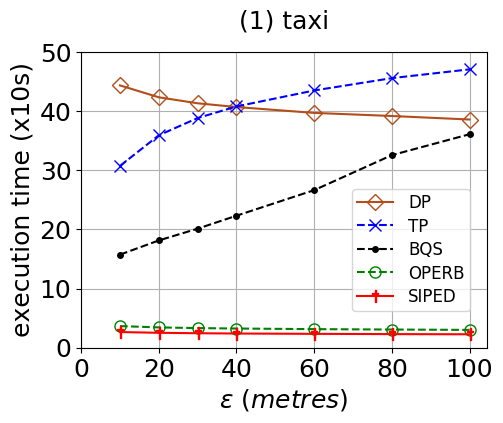 (1) taxi
execution time (x10s)
50
40
30
20
10
0
0 20 40 60 80 100
ε (metres)
DP
TP
BQS
OPERB
SIPED